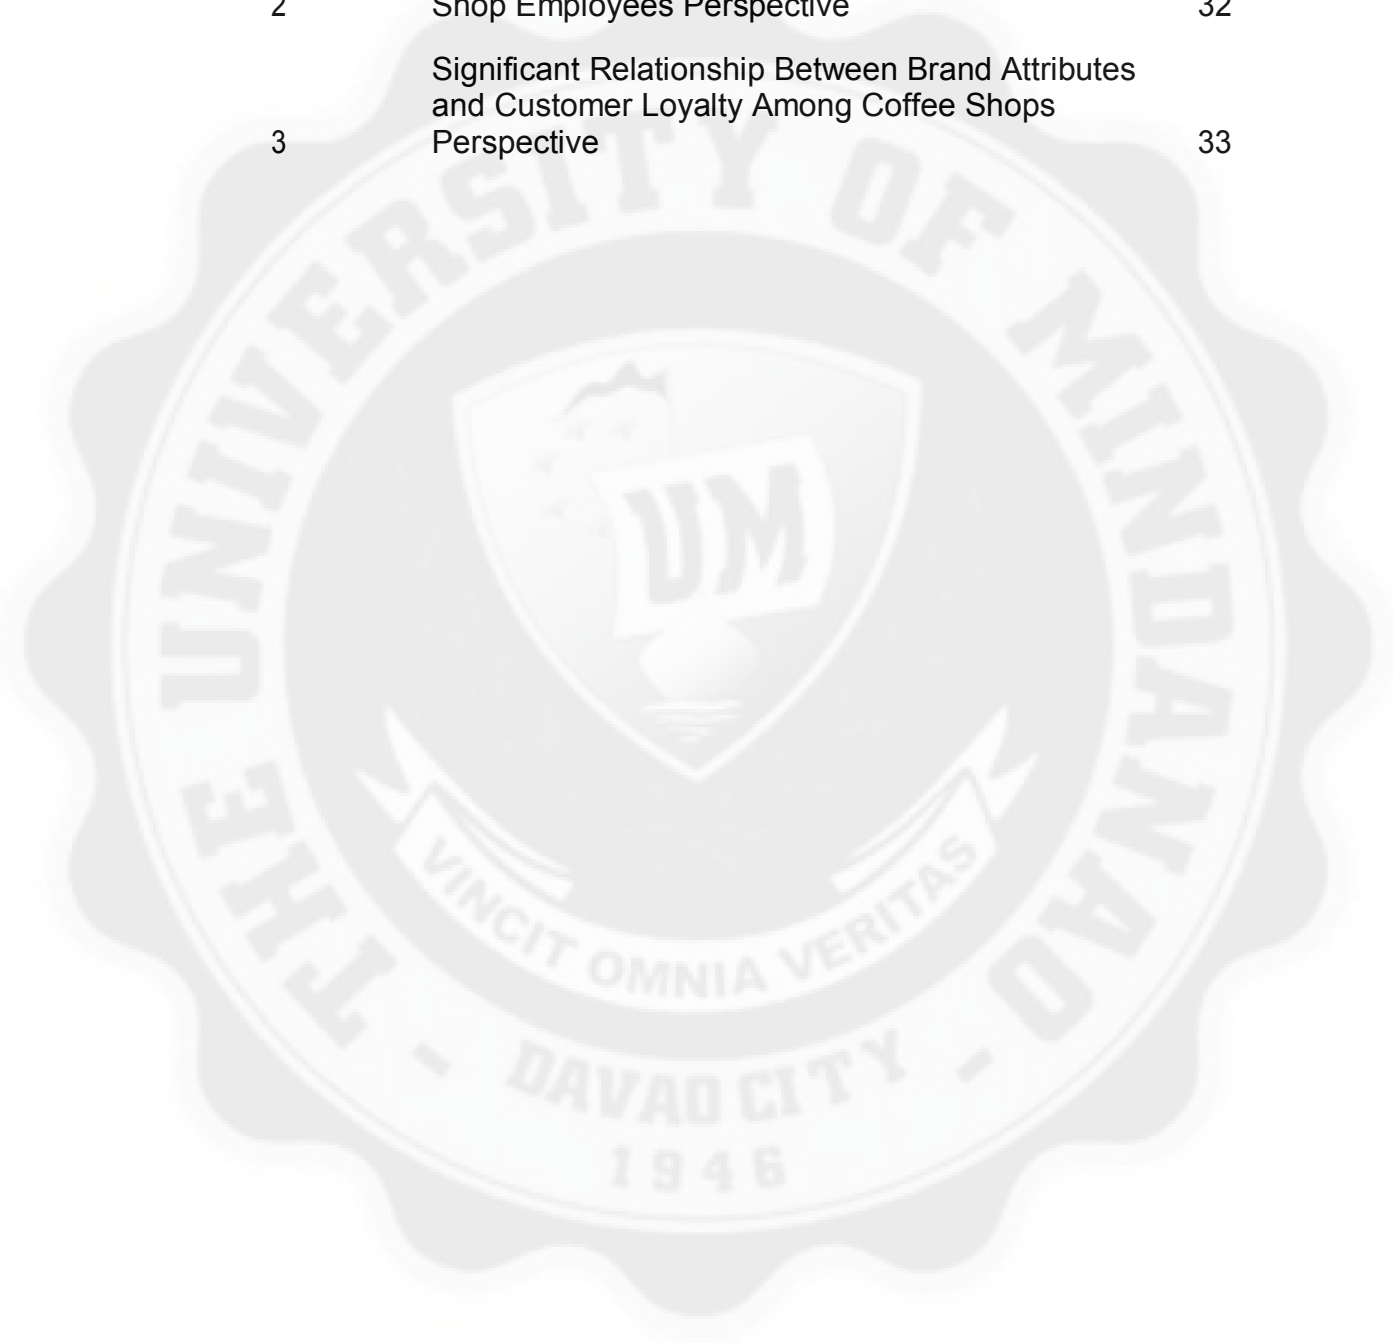 2 Shop Employees Perspective 32
Significant Relationship Between Brand Attributes
and Customer Loyalty Among Coffee Shops
3 Perspective 33
THE UNIVERSITY OF MINDANAO
UM
VINCIT OMNIA VERITAS
- DAVAO CITY -
1946